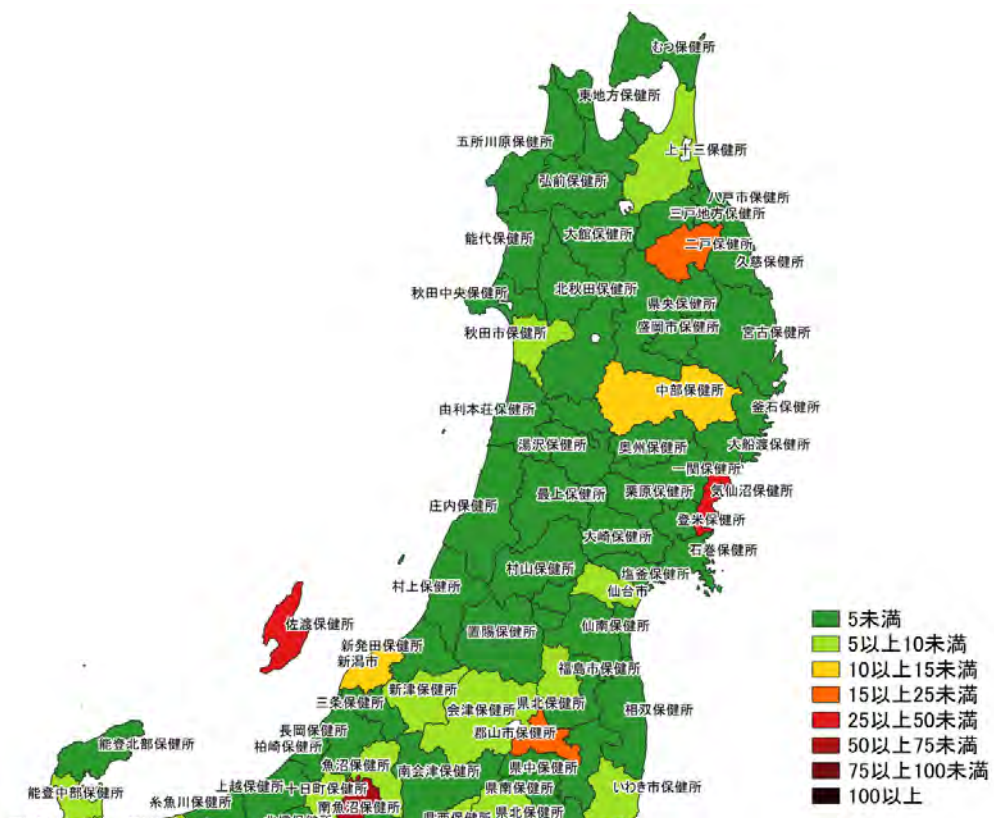 むつ保健所
東地方保健所
五所川原保健所
上十三保健所
弘前保健所
八戸市保健所
三戸地方保健所
能代保健所
大館保健所
二戸保健所
久慈保健所
秋田中央保健所
北秋田保健所
県央保健所
秋田市保健所
盛岡市保健所
宮古保健所
中部保健所
由利本荘保健所
釜石保健所
湯沢保健所
奥州保健所
大船渡保健所
一関保健所
庄内保健所
最上保健所
栗原保健所
気仙沼保健所
登米保健所
大崎保健所
石巻保健所
村上保健所
村山保健所
塩釜保健所
仙台市
佐渡保健所
置賜保健所
仙南保健所
新発田保健所
新潟市
福島市保健所
新津保健所
三条保健所
会津保健所
県北保健所
相双保健所
長岡保健所
郡山市保健所
能登北部保健所
柏崎保健所
魚沼保健所
南会津保健所
県中保健所
能登中部保健所
糸魚川保健所
上越保健所
十日町保健所
県南保健所
いわき市保健所
南魚沼保健所
県西保健所
県北保健所
5未満
5以上10未満
10以上15未満
15以上25未満
25以上50未満
50以上75未満
75以上100未満
100以上